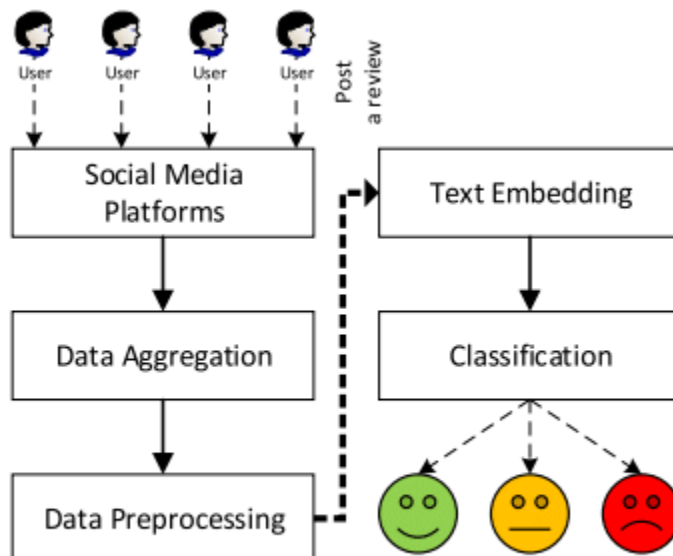 User
User
User
User
Post
a review
Social Media
Platforms
Data Aggregation
Data Preprocessing
Text Embedding
Classification